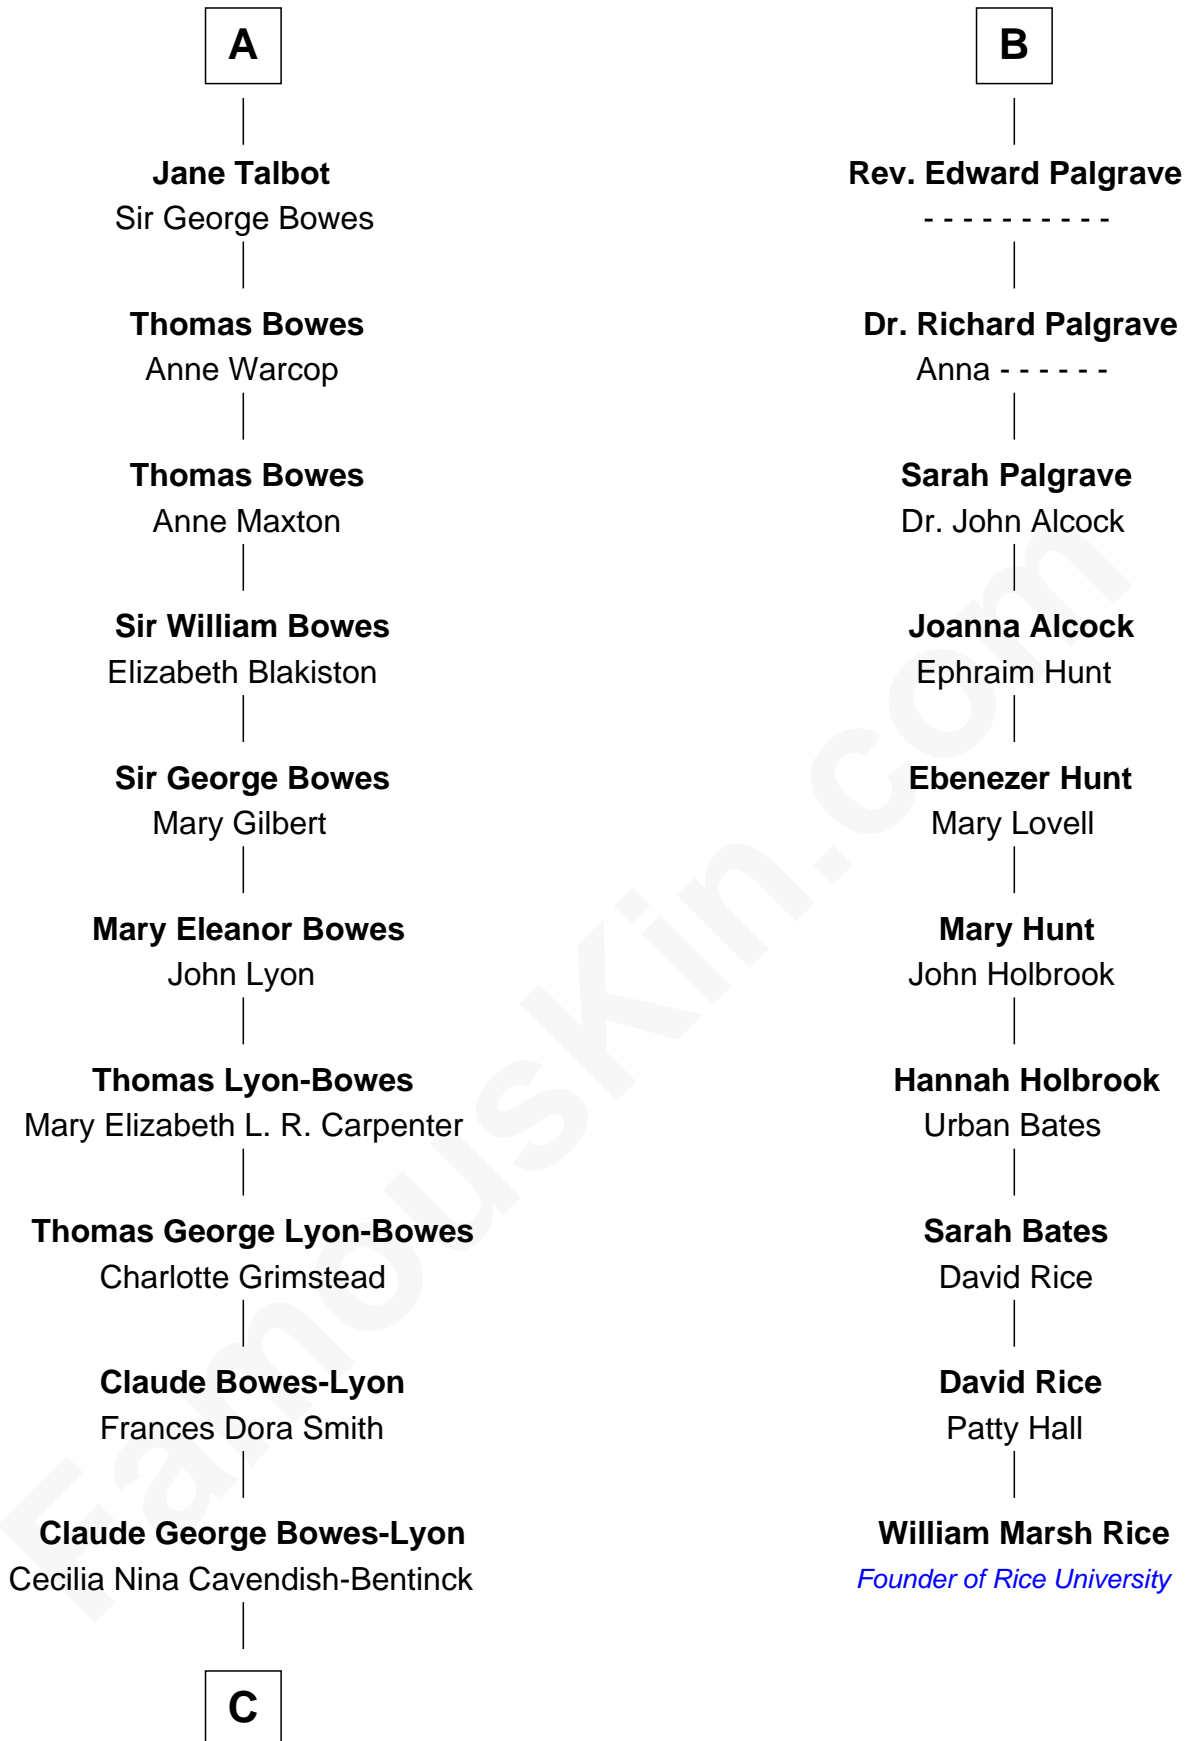 A
Jane Talbot
Sir George Bowes
Thomas Bowes
Anne Warcop
Thomas Bowes
Anne Maxton
Sir William Bowes
Elizabeth Blakiston
Sir George Bowes
Mary Gilbert
Mary Eleanor Bowes
John Lyon
Thomas Lyon-Bowes
Mary Elizabeth L. R. Carpenter
Thomas George Lyon-Bowes
Charlotte Grimstead
Claude Bowes-Lyon
Frances Dora Smith
Claude George Bowes-Lyon
Cecilia Nina Cavendish-Bentinck
C
B
Rev. Edward Palgrave
- - - - - - - - - -
Dr. Richard Palgrave
Anna - - - - - -
Sarah Palgrave
Dr. John Alcock
Joanna Alcock
Ephraim Hunt
Ebenezer Hunt
Mary Lovell
Mary Hunt
John Holbrook
Hannah Holbrook
Urban Bates
Sarah Bates
David Rice
David Rice
Patty Hall
William Marsh Rice
Founder of Rice University
FamousKin.com